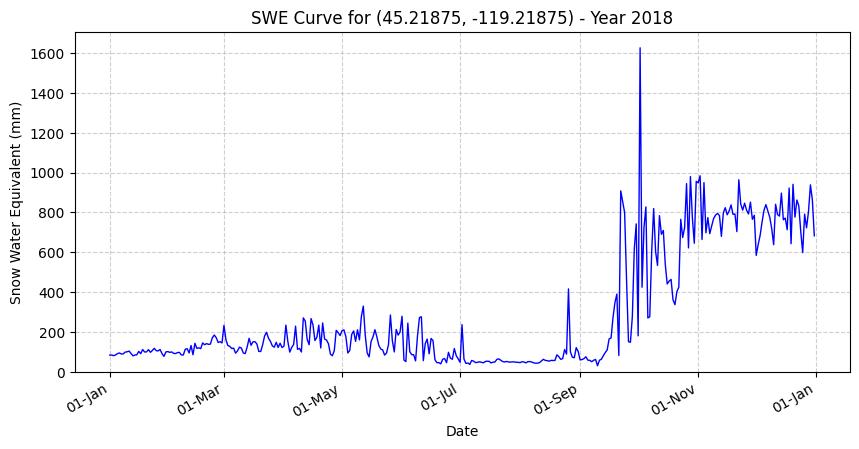 SWE Curve for (45.21875, -119.21875) - Year 2018
Snow Water Equivalent (mm)
1600
1400
1200
1000
800
600
400
200
0
01-Jan
01-Mar
01-May
01-Jul
01-Sep
01-Nov
01-Jan
Date